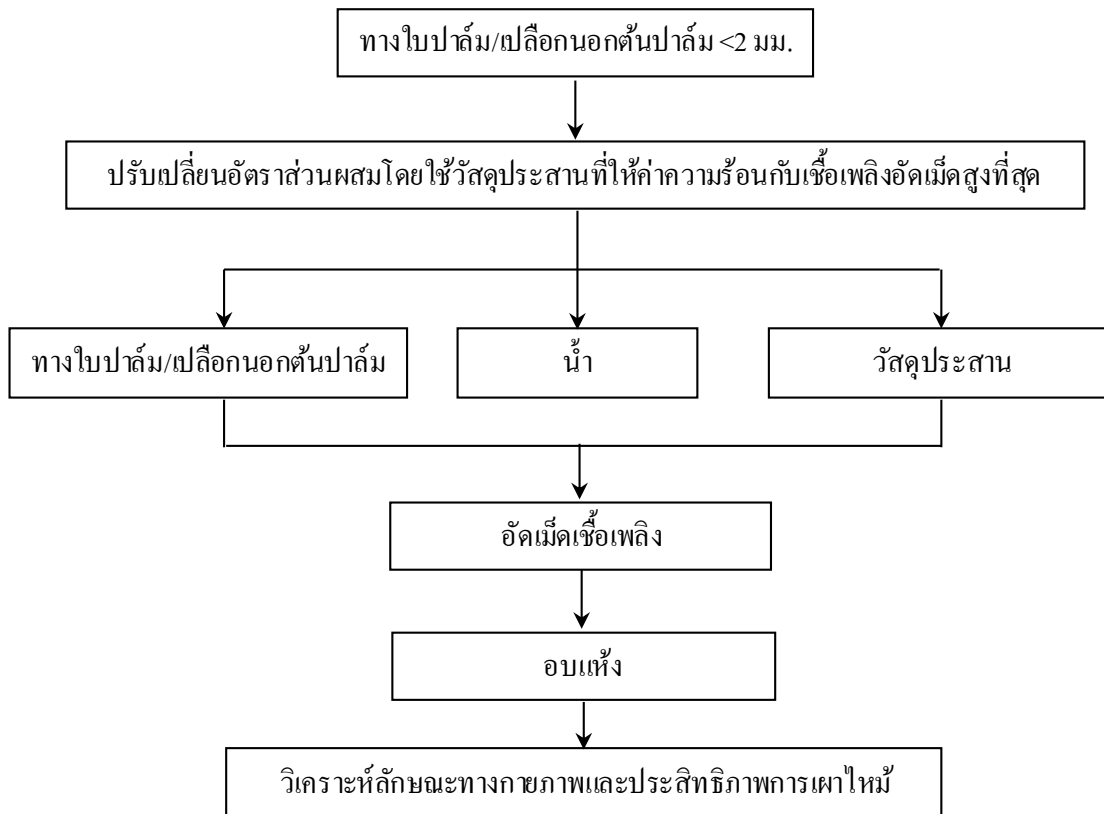 ทางใบปาล์ม/เปลือกนอกต้นปาล์ม <2 มม.
ปรับเปลี่ยนอัตราส่วนผสมโดยใช้วัสดุประสานที่ให้ค่าความร้อนกับเชื้อเพลิงอัดเม็ดสูงที่สุด
ทางใบปาล์ม/เปลือกนอกต้นปาล์ม
น้ำ
วัสดุประสาน
อัดเม็ดเชื้อเพลิง
อบแห้ง
วิเคราะห์ลักษณะทางกายภาพและประสิทธิภาพการเผาไหม้